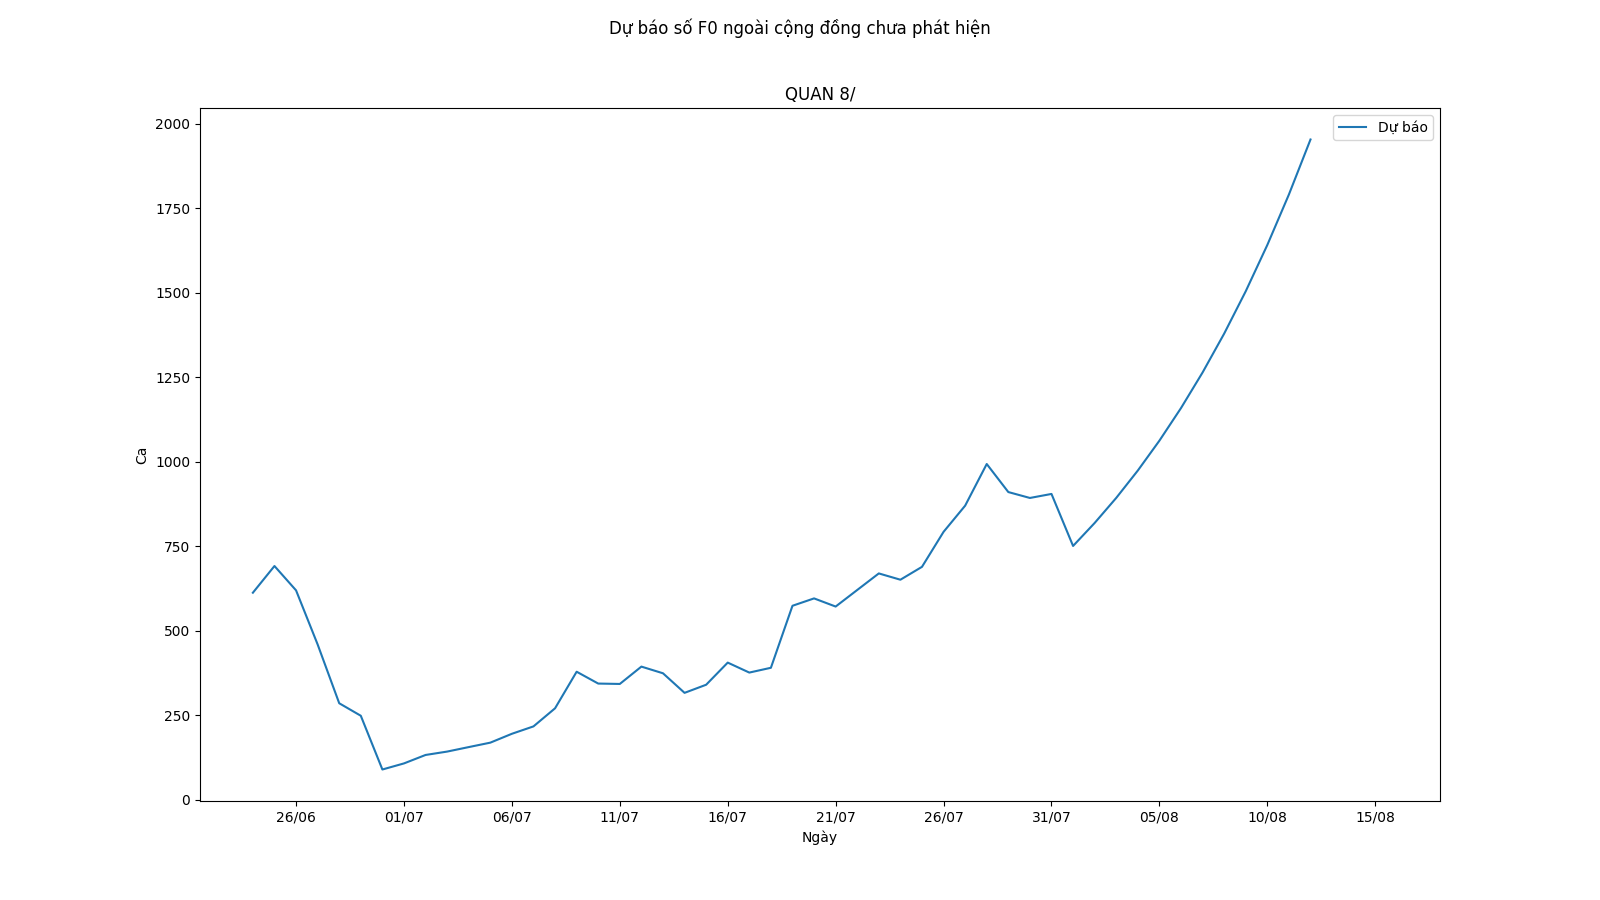 Dự báo số F0 ngoài cộng đồng chưa phát hiện
QUAN 8/
Dự báo
2000
1750
1500
1250
1000
750
500
250
0
Ca
26/06 01/07 06/07 11/07 16/07 21/07 26/07 31/07 05/08 10/08 15/08
Ngày